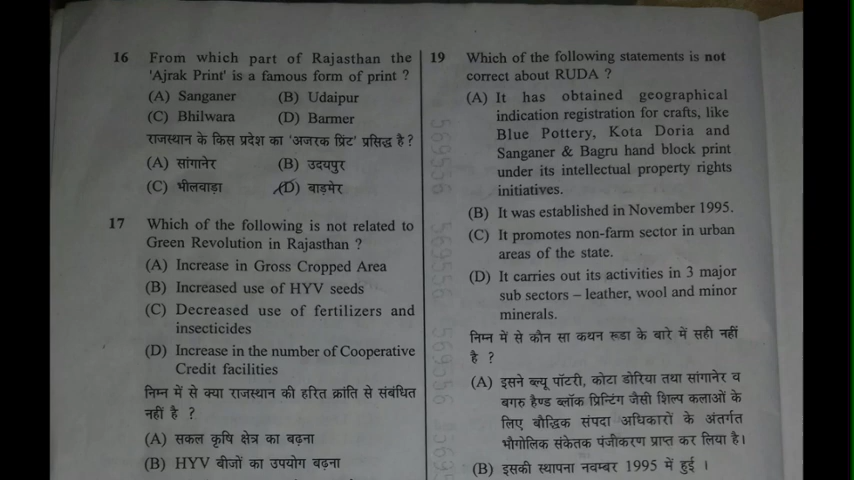 16 From which part of Rajasthan the
'Ajrak Print' is a famous form of print ?
(A) Sanganer (B) Udaipur
(C) Bhilwara (D) Barmer
राजस्थान के किस प्रदेश का 'अजरक प्रिंट' प्रसिद्ध है ?
(A) सांगानेर (B) उदयपुर
(C) भीलवाड़ा (D) बाड़मेर
17 Which of the following is not related to
Green Revolution in Rajasthan ?
(A) Increase in Gross Cropped Area
(B) Increased use of HYV seeds
(C) Decreased use of fertilizers and
insecticides
(D) Increase in the number of Cooperative
Credit facilities
निम्न में से क्या राजस्थान की हरित क्रांति से संबंधित
नहीं है ?
(A) सकल कृषि क्षेत्र का बढ़ना
(B) HYV बीजों का उपयोग बढ़ना
19 Which of the following statements is not
correct about RUDA ?
(A) It has obtained geographical
indication registration for crafts, like
Blue Pottery, Kota Doria and
Sanganer & Bagru hand block print
under its intellectual property rights
initiatives.
(B) It was established in November 1995.
(C) It promotes non-farm sector in urban
areas of the state.
(D) It carries out its activities in 3 major
sub sectors – leather, wool and minor
minerals.
निम्न में से कौन सा कथन रूडा के बारे में सही नहीं
है ?
(A) इसने ब्ल्यू पॉटरी, कोटा डोरिया तथा सांगानेर व
बगरु हैण्ड ब्लॉक प्रिन्टिंग जैसी शिल्प कलाओं के
लिए बौद्धिक संपदा अधिकारों के अंतर्गत
भौगोलिक संकेतक पंजीकरण प्राप्त कर लिया है।
(B) इसकी स्थापना नवम्बर 1995 में हुई ।